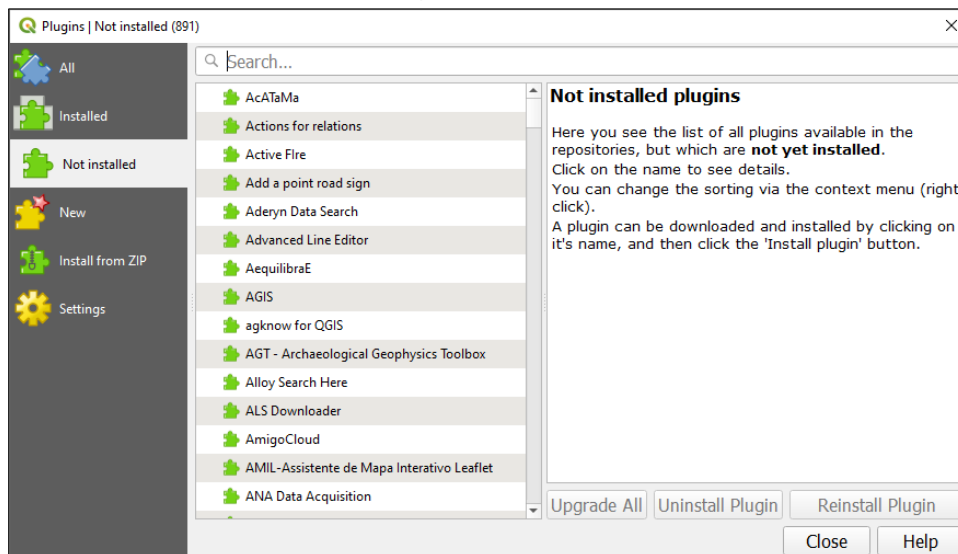 Plugins | Not installed (891)
All
Installed
Not installed
New
Install from ZIP
Settings
Search...
AcATaMa
Actions for relations
Active FIre
Add a point road sign
Aderyn Data Search
Advanced Line Editor
AequilibraE
AGIS
agknow for QGIS
AGT - Archaeological Geophysics Toolbox
Alloy Search Here
ALS Downloader
AmigoCloud
AMIL-Assistente de Mapa Interativo Leaflet
ANA Data Acquisition
Not installed plugins
Here you see the list of all plugins available in the
repositories, but which are not yet installed.
Click on the name to see details.
You can change the sorting via the context menu (right
click).
A plugin can be downloaded and installed by clicking on
it's name, and then click the 'Install plugin' button.
Upgrade All
Uninstall Plugin
Reinstall Plugin
Close
Help